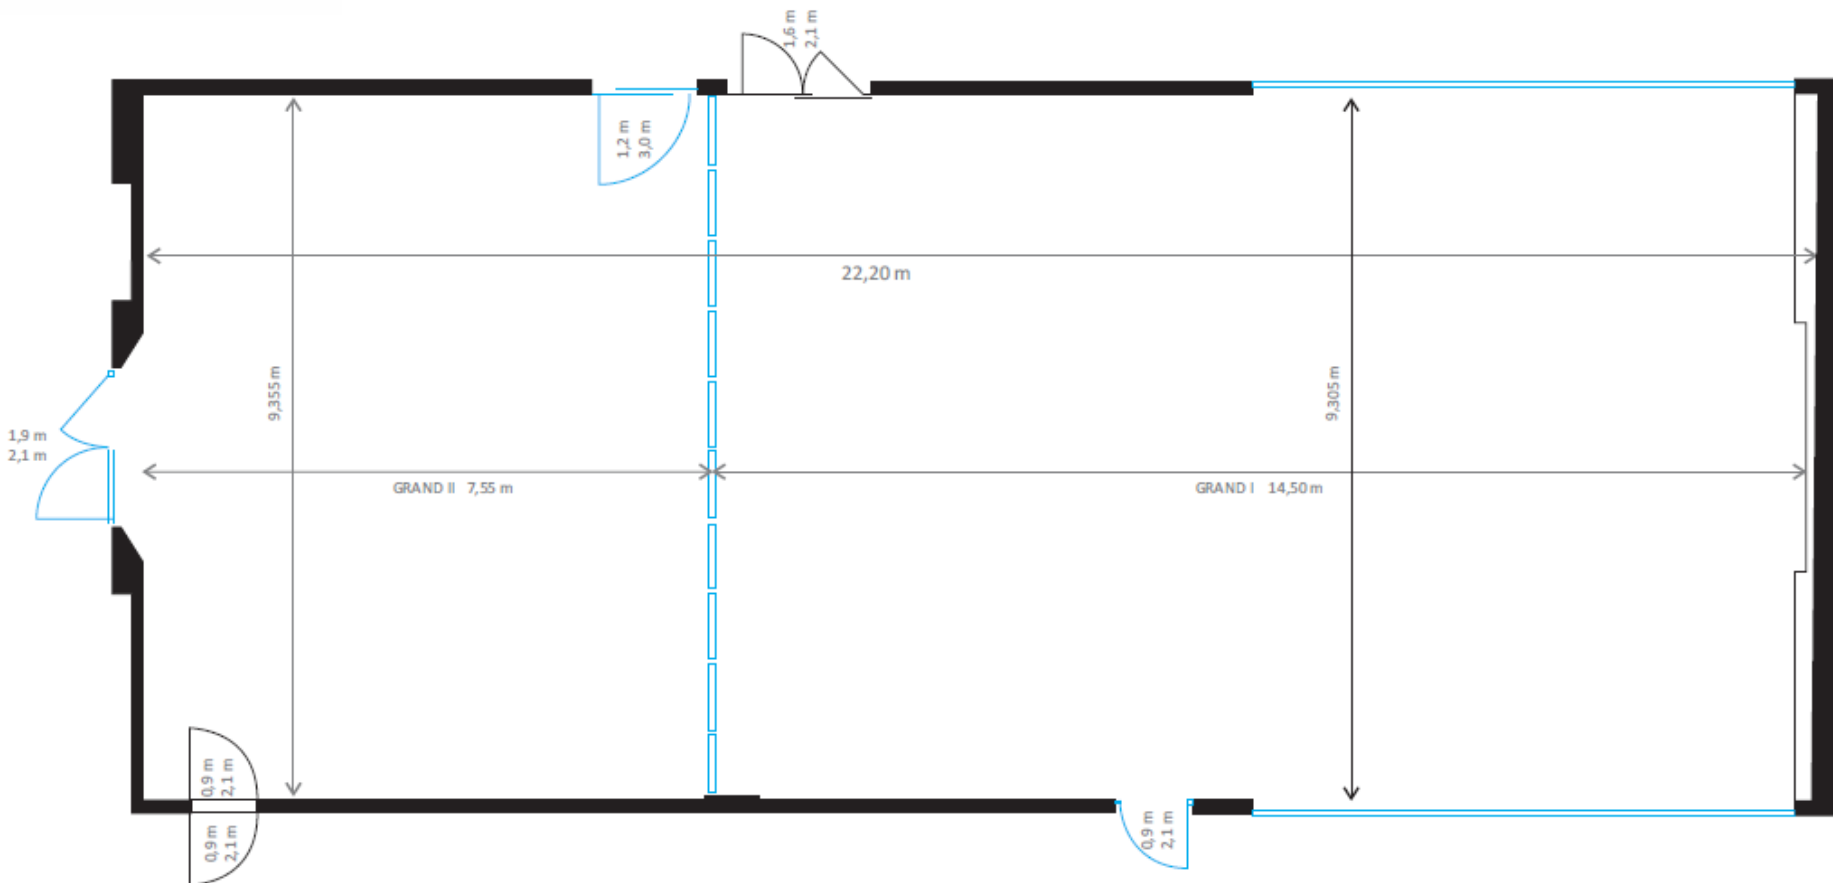 1,6 m
2,1 m
1,2 m
3,0 m
22,20 m
9,355 m
9,305 m
1,9 m
2,1 m
GRAND II 7,55 m
GRAND I 14,50 m
0,9 m
2,1 m
0,9 m
2,1 m
0,9 m
2,1 m